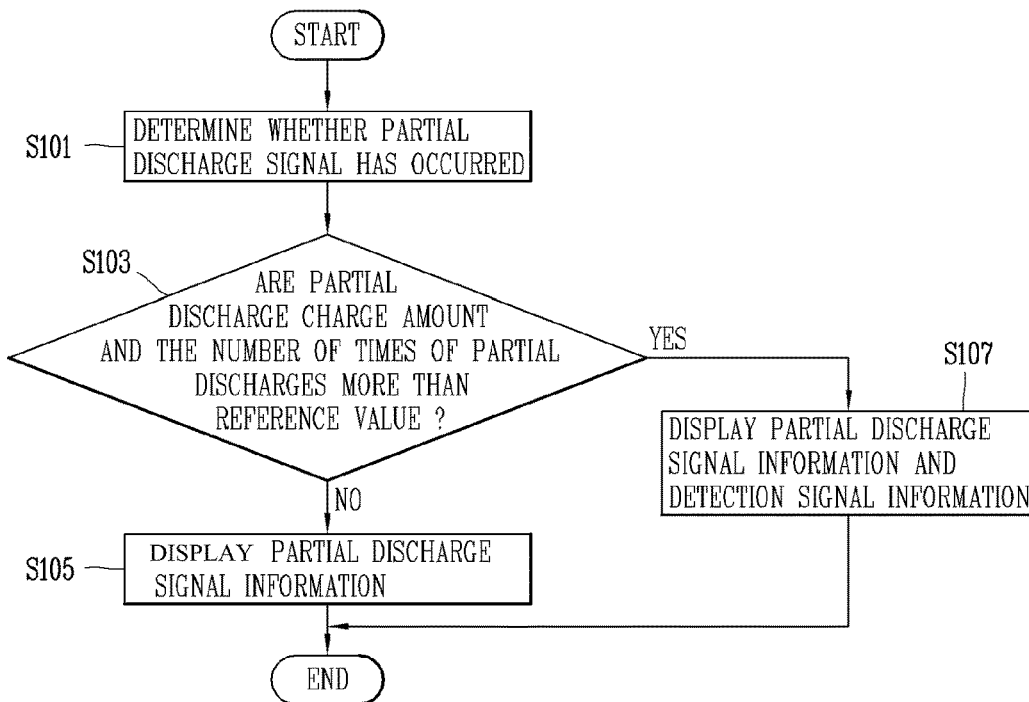 START
S101
DETERMINE WHETHER PARTIAL
DISCHARGE SIGNAL HAS OCCURRED
S103
ARE PARTIAL
DISCHARGE CHARGE AMOUNT
AND THE NUMBER OF TIMES OF PARTIAL
DISCHARGES MORE THAN
REFERENCE VALUE ?
YES
S107
DISPLAY PARTIAL DISCHARGE
SIGNAL INFORMATION AND
DETECTION SIGNAL INFORMATION
NO
S105
DISPLAY PARTIAL DISCHARGE
SIGNAL INFORMATION
END